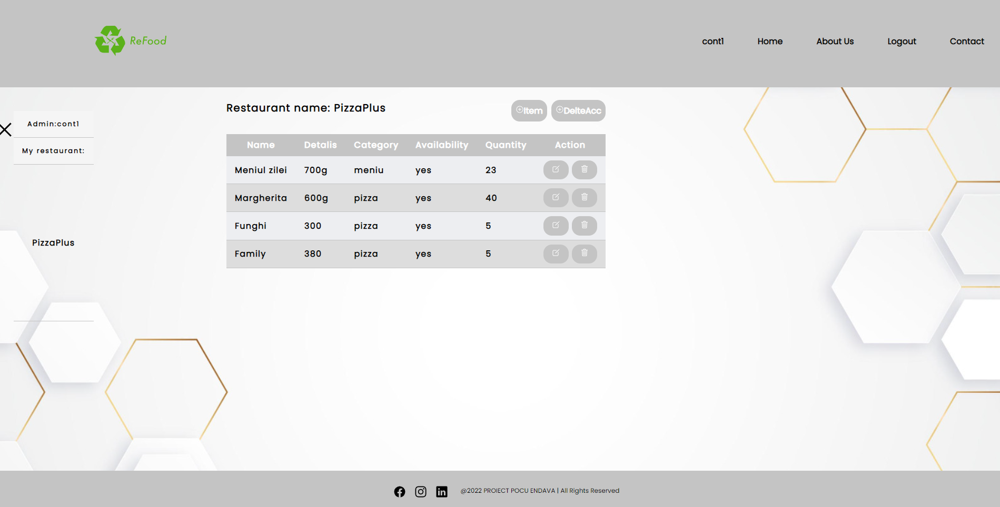 ReFood
cont1 Home About Us Logout Contact
Admin:cont1
My restaurant:
PizzaPlus
Restaurant name: PizzaPlus
Item DelteAcc
Name Detalis Category Availability Quantity Action
Meniul zilei 700g meniu yes 23
Margherita 600g pizza yes 40
Funghi 300 pizza yes 5
Family 380 pizza yes 5
@2022 PROIECT POCU ENDAVA | All Rights Reserved